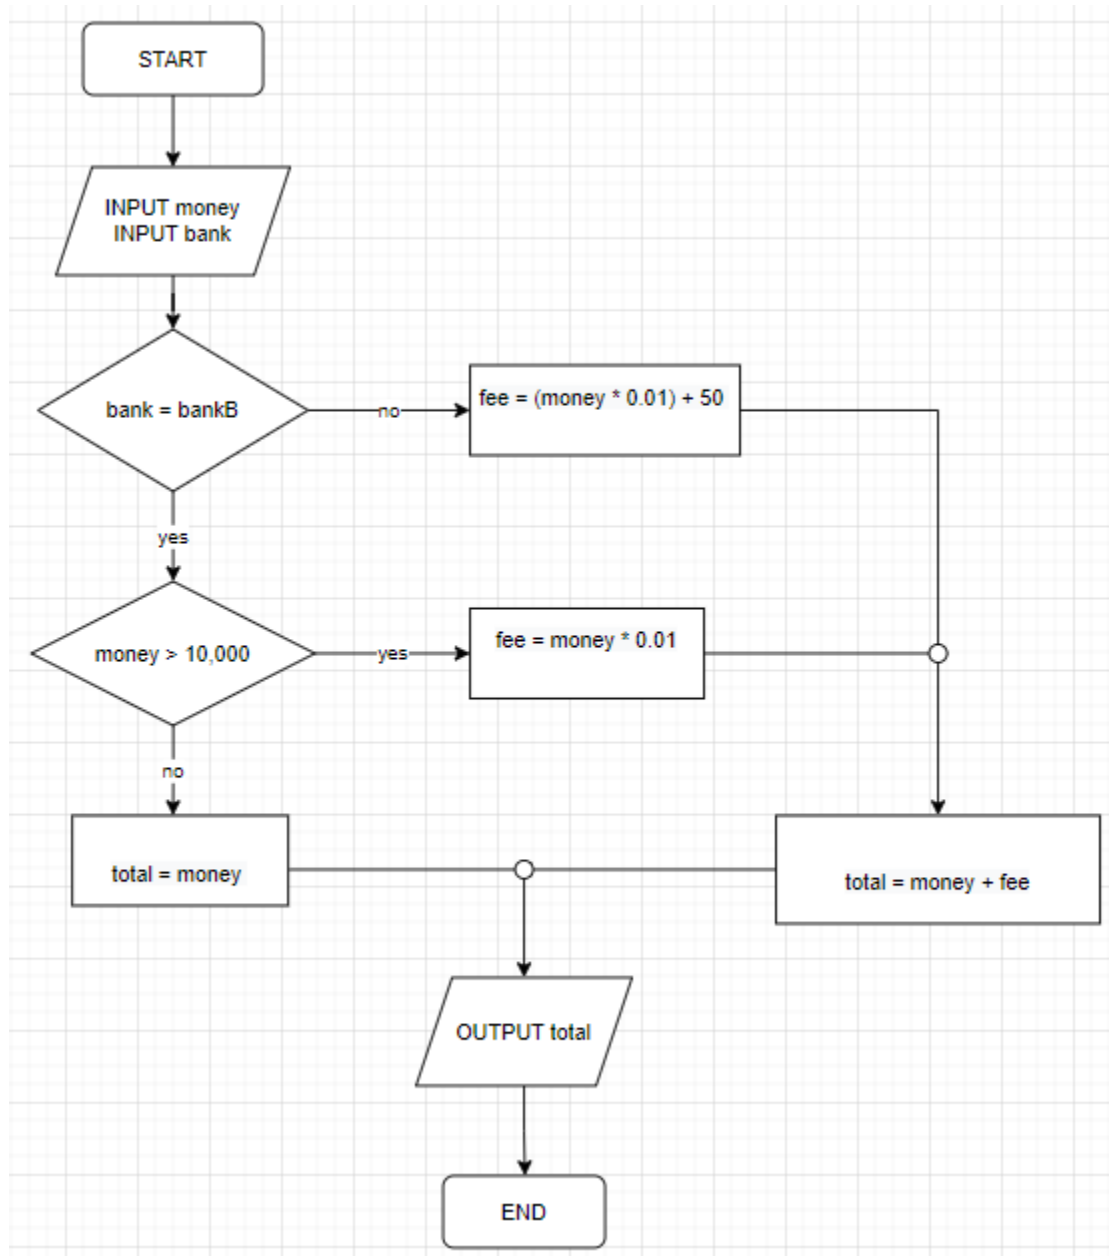 START
INPUT money
INPUT bank
bank = bankB
no
fee = (money * 0.01) + 50
yes
money > 10,000
yes
fee = money * 0.01
no
total = money
total = money + fee
OUTPUT total
END